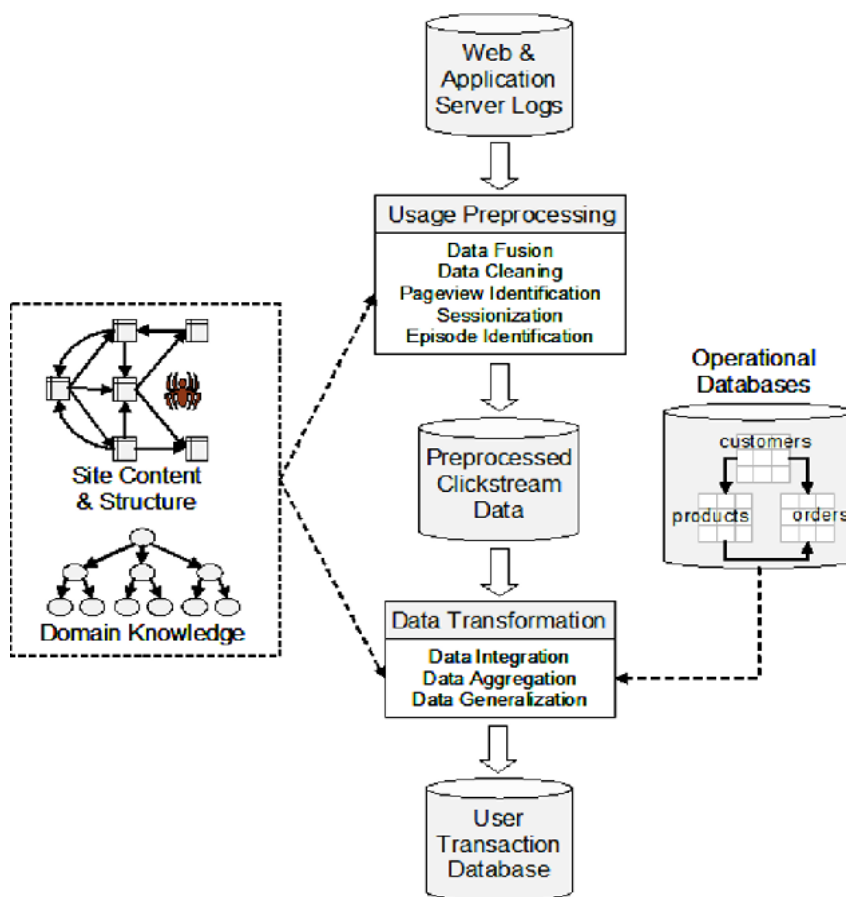 Web &
Application
Server Logs
Usage Preprocessing
Data Fusion
Data Cleaning
Pageview Identification
Sessionization
Episode Identification
Site Content
& Structure
Domain Knowledge
Operational
Databases
customers
products
orders
Preprocessed
Clickstream
Data
Data Transformation
Data Integration
Data Aggregation
Data Generalization
User
Transaction
Database